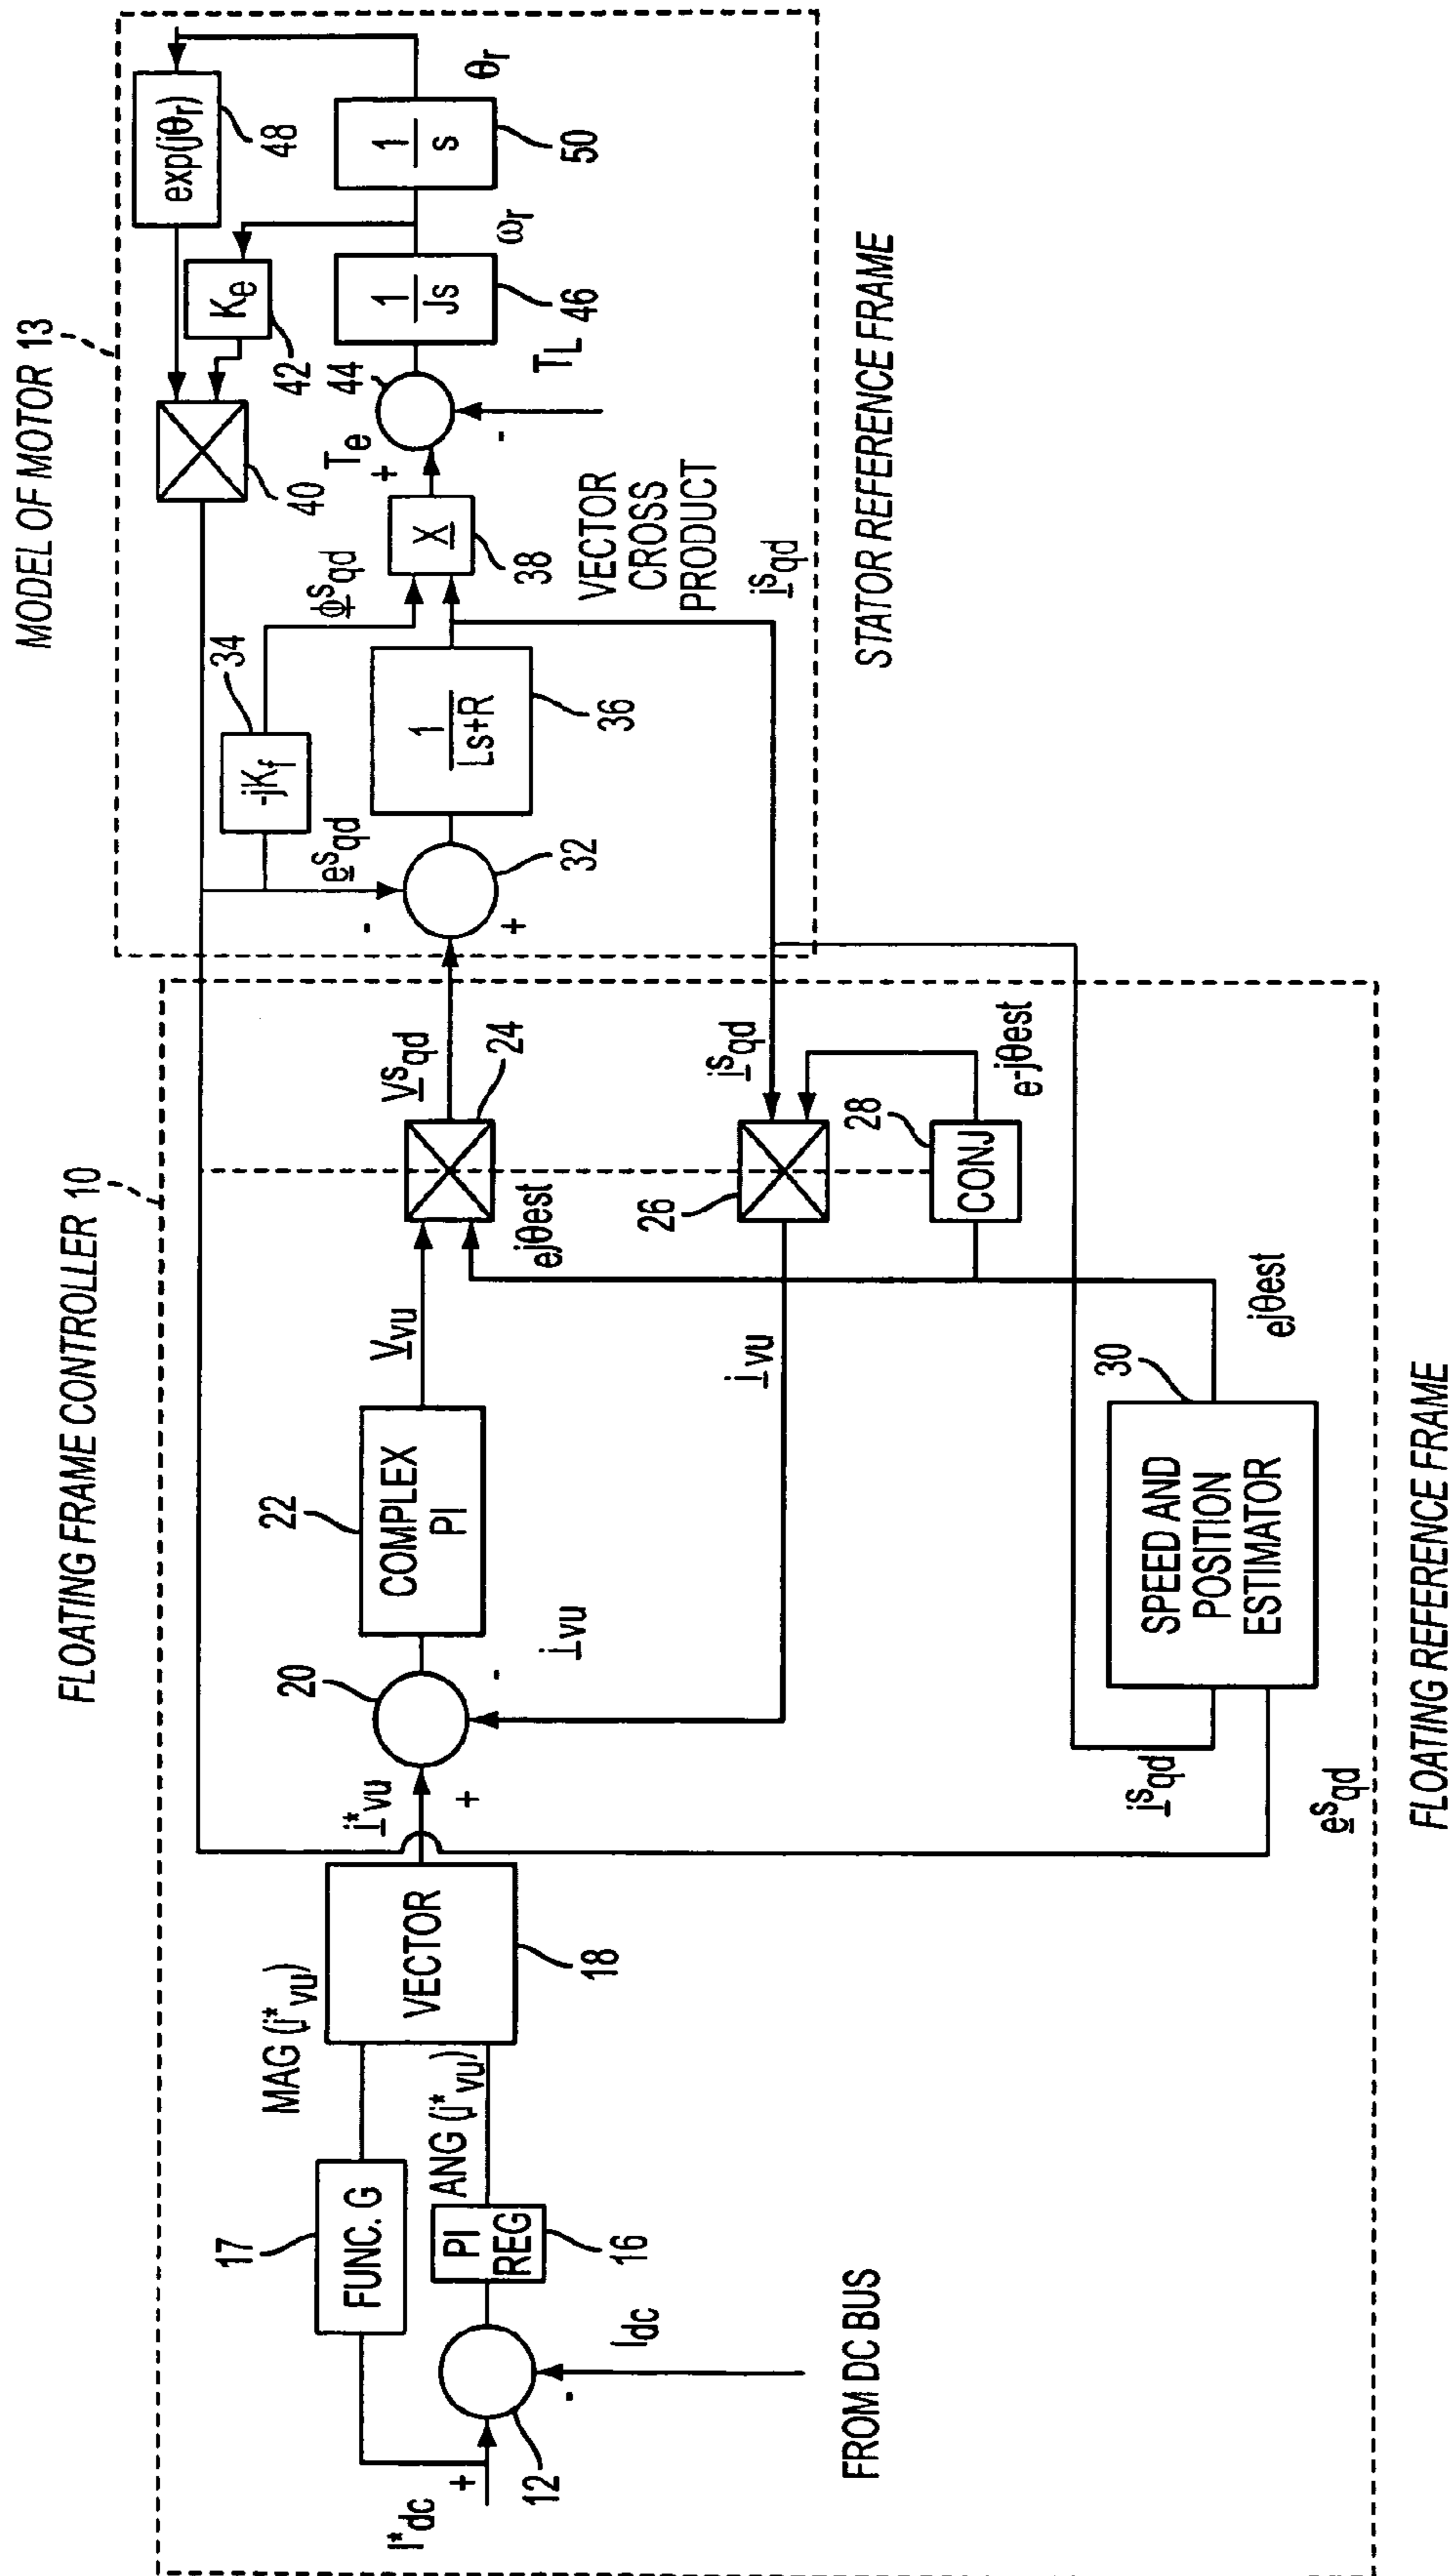 FLOATING FRAME CONTROLLER 10
MODEL OF MOTOR 13
I*dc
+
12
-
Idc
FROM DC BUS
17
FUNC. G
PI
REG
16
MAG (i*vu)
ANG (i*vu)
VECTOR
18
i*vu
+
20
-
ivu
22
COMPLEX
PI
Vvu
ivu
ejθest
24
Vsqd
26
isqd
28
CONJ
e-jθest
30
SPEED AND
POSITION
ESTIMATOR
isqd
esqd
ejθest
FLOATING REFERENCE FRAME
-
+
32
esqd
34
-jKf
ϕsqd
1
Ls+R
36
X
38
VECTOR
CROSS
PRODUCT
isqd
Te
+
44
-
TL
40
42
Ke
1
Js
46
ωr
1
s
50
θr
exp(jθr)
48
STATOR REFERENCE FRAME